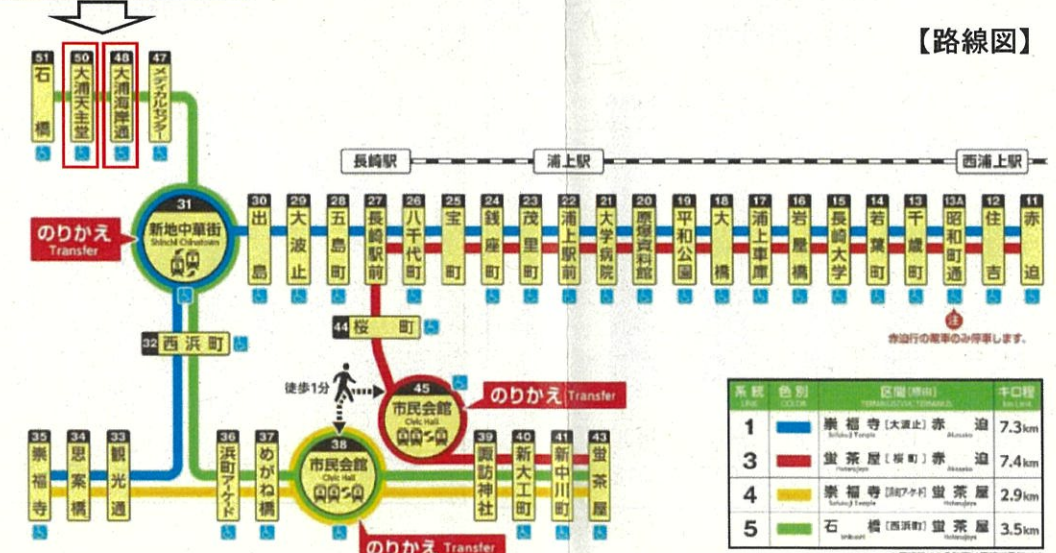 【路線図】
51
石橋
50
大浦天主堂
48
大浦海岸通
47
メディカルセンター
長崎駅
浦上駅
西浦上駅
31
新地中華街
Shinchi Chinatown
のりかえ
Transfer
30
出島
29
大波止
28
五島町
27
長崎駅前
26
八千代町
25
宝町
24
銭座町
23
茂里町
22
浦上駅前
21
大学病院
20
原爆資料館
19
平和公園
18
大橋
17
浦上車庫
16
岩屋橋
15
長崎大学
14
若葉町
13
千歳町
13A
昭和町通
12
住吉
11
赤迫
注
赤迫行の電車のみ停車します。
32 西浜町
44 桜町
徒歩1分
45
市民会館
Civic Hall
のりかえ Transfer
35
崇福寺
34
思案橋
33
観光通
36
浜町アーケード
37
めがね橋
38
市民会館
Civic Hall
のりかえ Transfer
39
諏訪神社
40
新大工町
41
新中川町
43
蛍茶屋
系統 色別 区間[経由] キロ程
LINE COLOR km Limit
1 崇福寺[大波止]赤迫 7.3km
3 蛍茶屋[桜町]赤迫 7.4km
4 崇福寺[浜町アーケード]蛍茶屋 2.9km
5 石橋[西浜町]蛍茶屋 3.5km